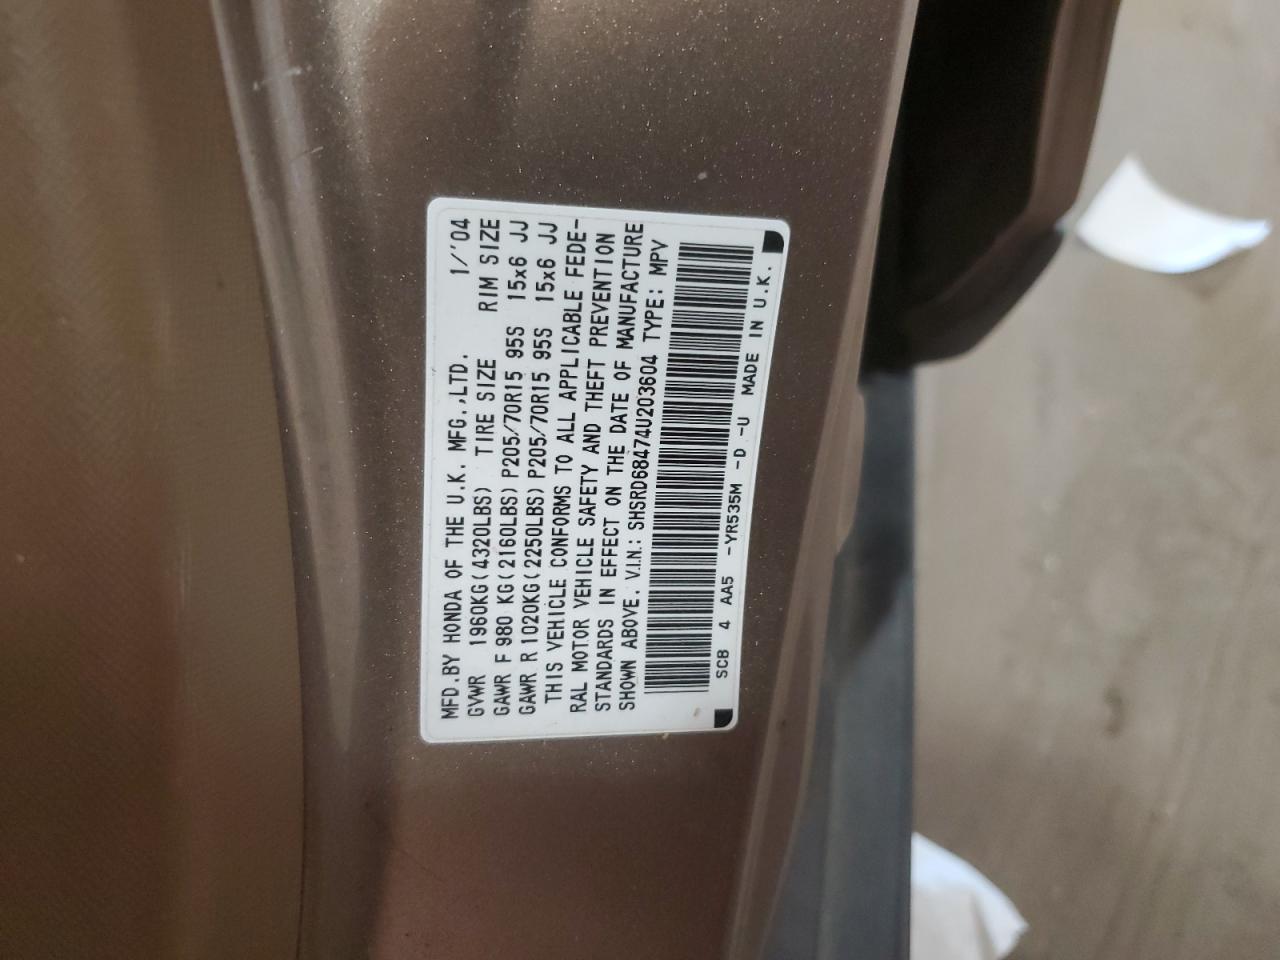 MFD.BY HONDA OF THE U.K. MFG.,LTD. 1/'04
GVWR 1960KG(4320LBS) TIRE SIZE RIM SIZE
GAWR F 980 KG(2160LBS) P205/70R15 95S 15x6 JJ
GAWR R 1020KG(2250LBS) P205/70R15 95S 15x6 JJ
THIS VEHICLE CONFORMS TO ALL APPLICABLE FEDE-
RAL MOTOR VEHICLE SAFETY AND THEFT PREVENTION
STANDARDS IN EFFECT ON THE DATE OF MANUFACTURE
SHOWN ABOVE. V.I.N.: SHSRD68474U203604 TYPE: MPV
SCB 4 AA5 -YR535M -D -U MADE IN U.K.